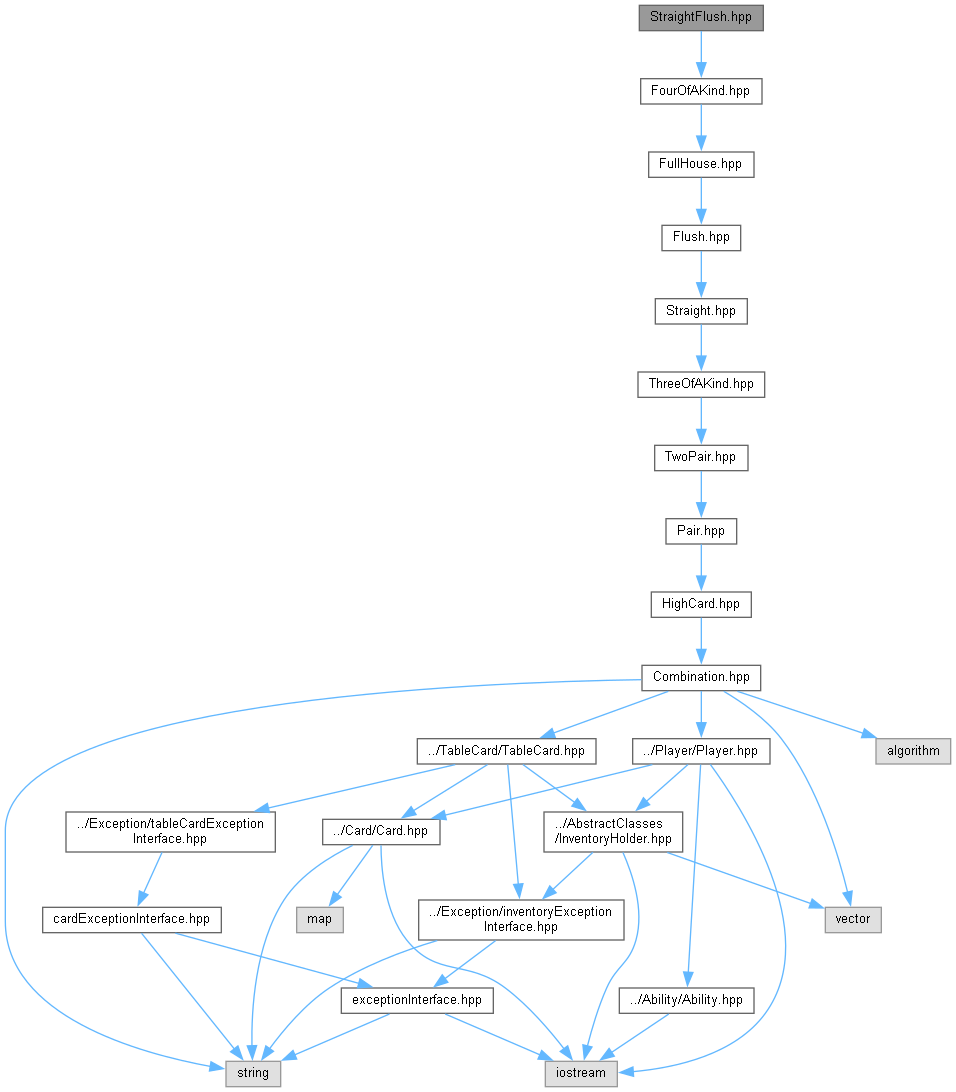 StraightFlush.hpp
FourOfAKind.hpp
FullHouse.hpp
Flush.hpp
Straight.hpp
ThreeOfAKind.hpp
TwoPair.hpp
Pair.hpp
HighCard.hpp
Combination.hpp
../TableCard/TableCard.hpp
../Player/Player.hpp
algorithm
../Exception/tableCardException
Interface.hpp
../Card/Card.hpp
../AbstractClasses
/InventoryHolder.hpp
cardExceptionInterface.hpp
map
../Exception/inventoryException
Interface.hpp
vector
exceptionInterface.hpp
../Ability/Ability.hpp
string
iostream